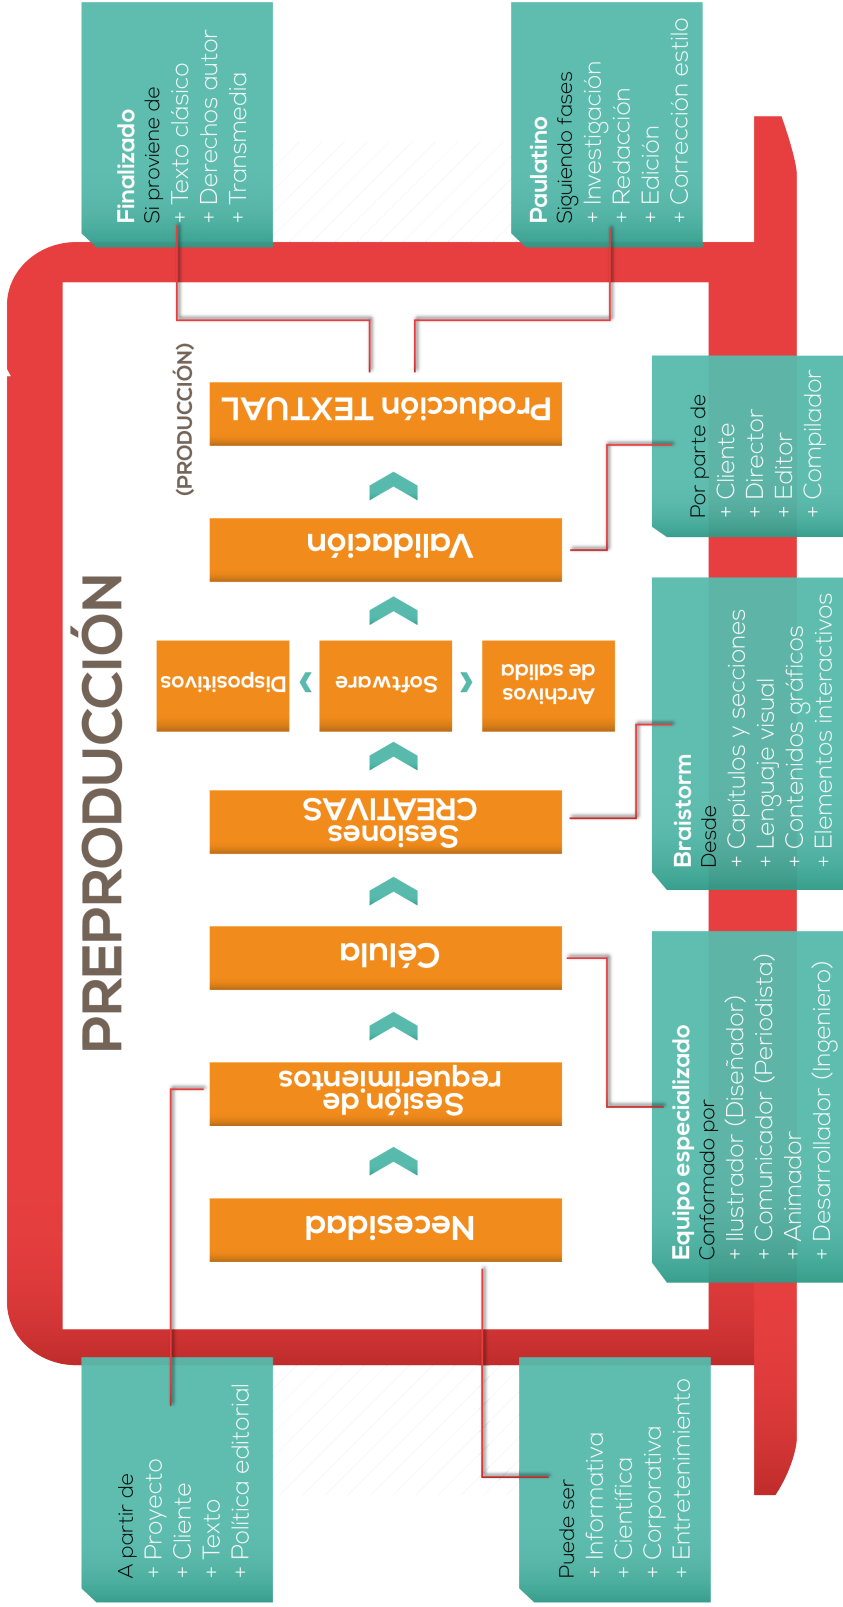 PREPRODUCCIÓN
(PRODUCCIÓN)
A partir de
+ Proyecto
+ Cliente
+ Texto
+ Política editorial
Puede ser
+ Informativa
+ Científica
+ Corporativa
+ Entretenimiento
Necesidad
Sesión de
requerimientos
Célula
Sesiones
CREATIVAS
Dispositivos
Software
Archivos
de salida
Validación
Producción TEXTUAL
Equipo especializado
Conformado por
+ Ilustrador (Diseñador)
+ Comunicador (Periodista)
+ Animador
+ Desarrollador (Ingeniero)
Braistorm
Desde
+ Capítulos y secciones
+ Lenguaje visual
+ Contenidos gráficos
+ Elementos interactivos
Por parte de
+ Cliente
+ Director
+ Editor
+ Compilador
Finalizado
Si proviene de
+ Texto clásico
+ Derechos autor
+ Transmedia
Paulatino
Siguiendo fases
+ Investigación
+ Redacción
+ Edición
+ Corrección estilo